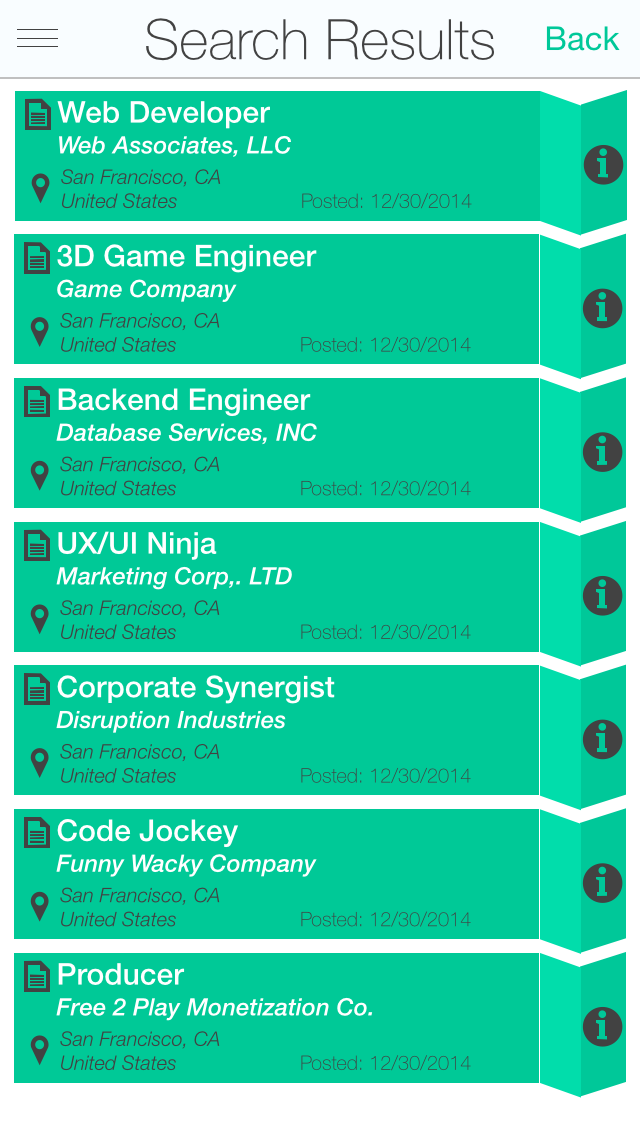 Search Results
Back
Web Developer
Web Associates, LLC
San Francisco, CA
United States
Posted: 12/30/2014
3D Game Engineer
Game Company
San Francisco, CA
United States
Posted: 12/30/2014
Backend Engineer
Database Services, INC
San Francisco, CA
United States
Posted: 12/30/2014
UX/UI Ninja
Marketing Corp,. LTD
San Francisco, CA
United States
Posted: 12/30/2014
Corporate Synergist
Disruption Industries
San Francisco, CA
United States
Posted: 12/30/2014
Code Jockey
Funny Wacky Company
San Francisco, CA
United States
Posted: 12/30/2014
Producer
Free 2 Play Monetization Co.
San Francisco, CA
United States
Posted: 12/30/2014